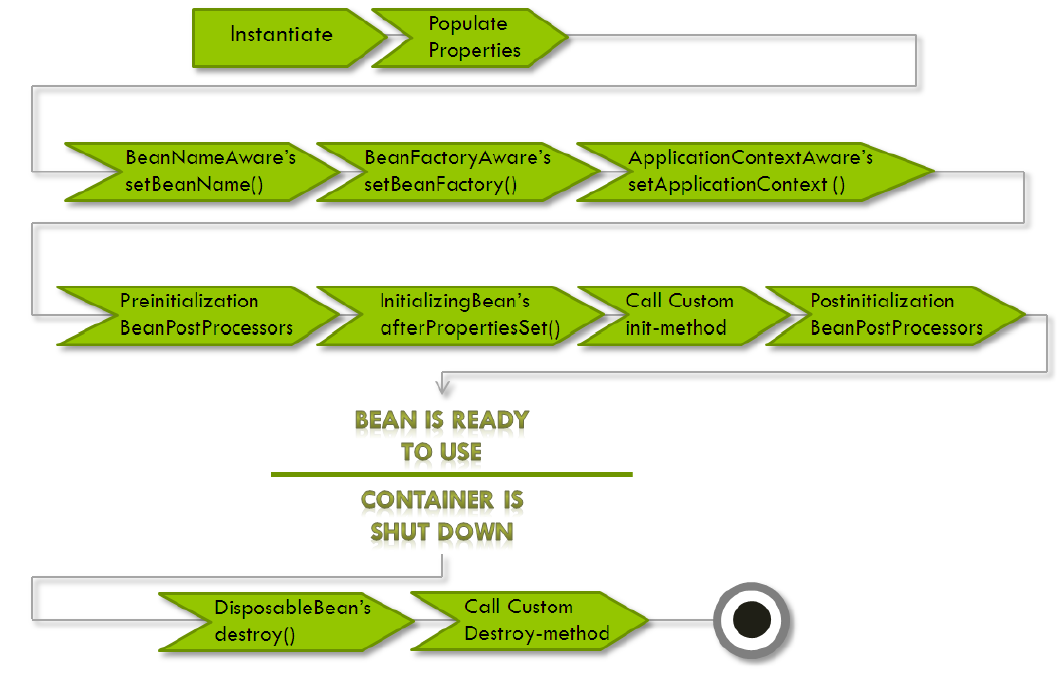 Instantiate
Populate
Properties
BeanNameAware's
setBeanName()
BeanFactoryAware's
setBeanFactory()
ApplicationContextAware's
setApplicationContext ()
Preinitialization
BeanPostProcessors
InitializingBean's
afterPropertiesSet()
Call Custom
init-method
Postinitialization
BeanPostProcessors
BEAN IS READY
TO USE
CONTAINER IS
SHUT DOWN
DisposableBean's
destroy()
Call Custom
Destroy-method